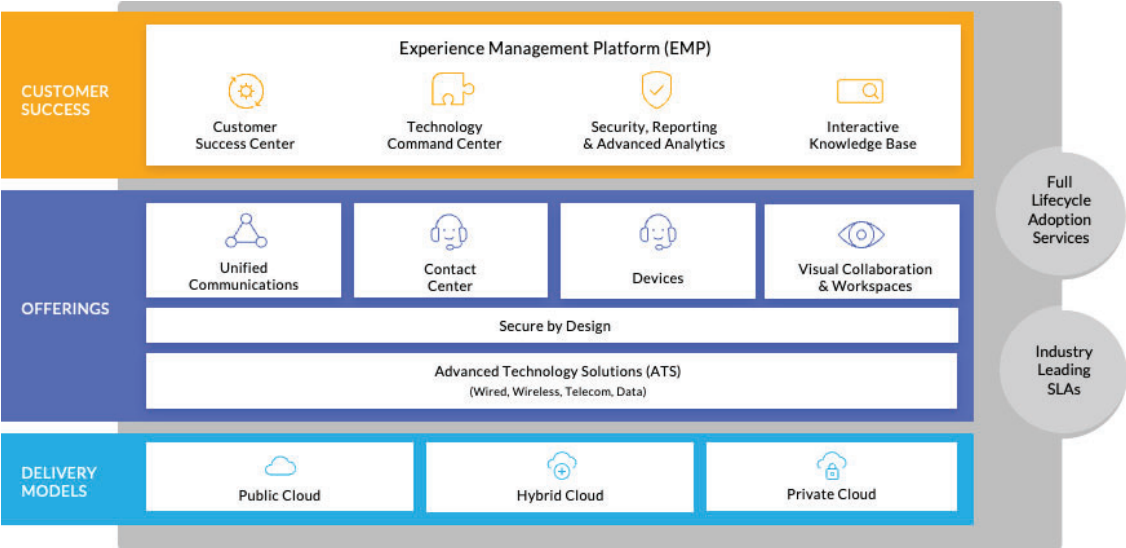 Experience Management Platform (EMP)
CUSTOMER
SUCCESS
Customer
Success Center
Technology
Command Center
Security, Reporting
& Advanced Analytics
Interactive
Knowledge Base
Full
Lifecycle
Adoption
Services
OFFERINGS
Unified
Communications
Contact
Center
Devices
Visual Collaboration
& Workspaces
Secure by Design
Advanced Technology Solutions (ATS)
(Wired, Wireless, Telecom, Data)
Industry
Leading
SLAs
DELIVERY
MODELS
Public Cloud
Hybrid Cloud
Private Cloud